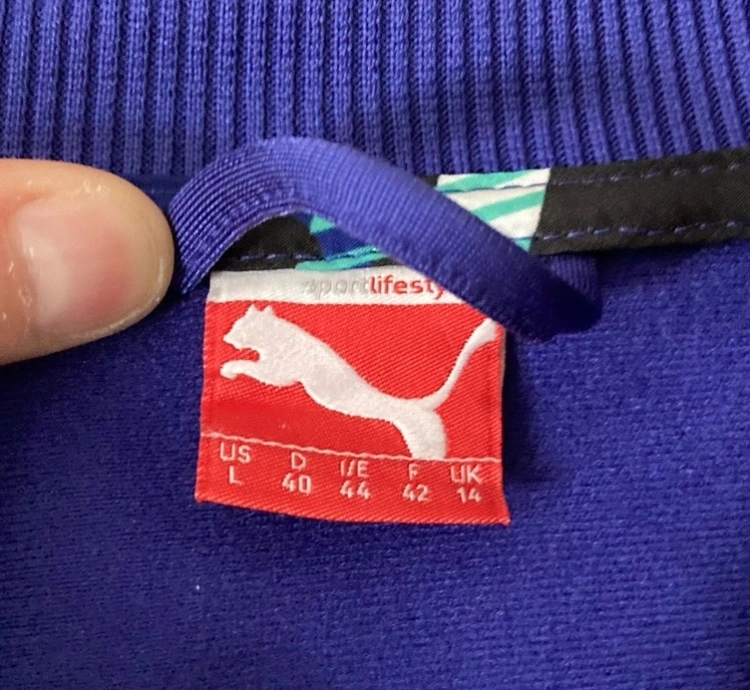 sportlifesty
US D I/E F UK
L 40 44 42 14